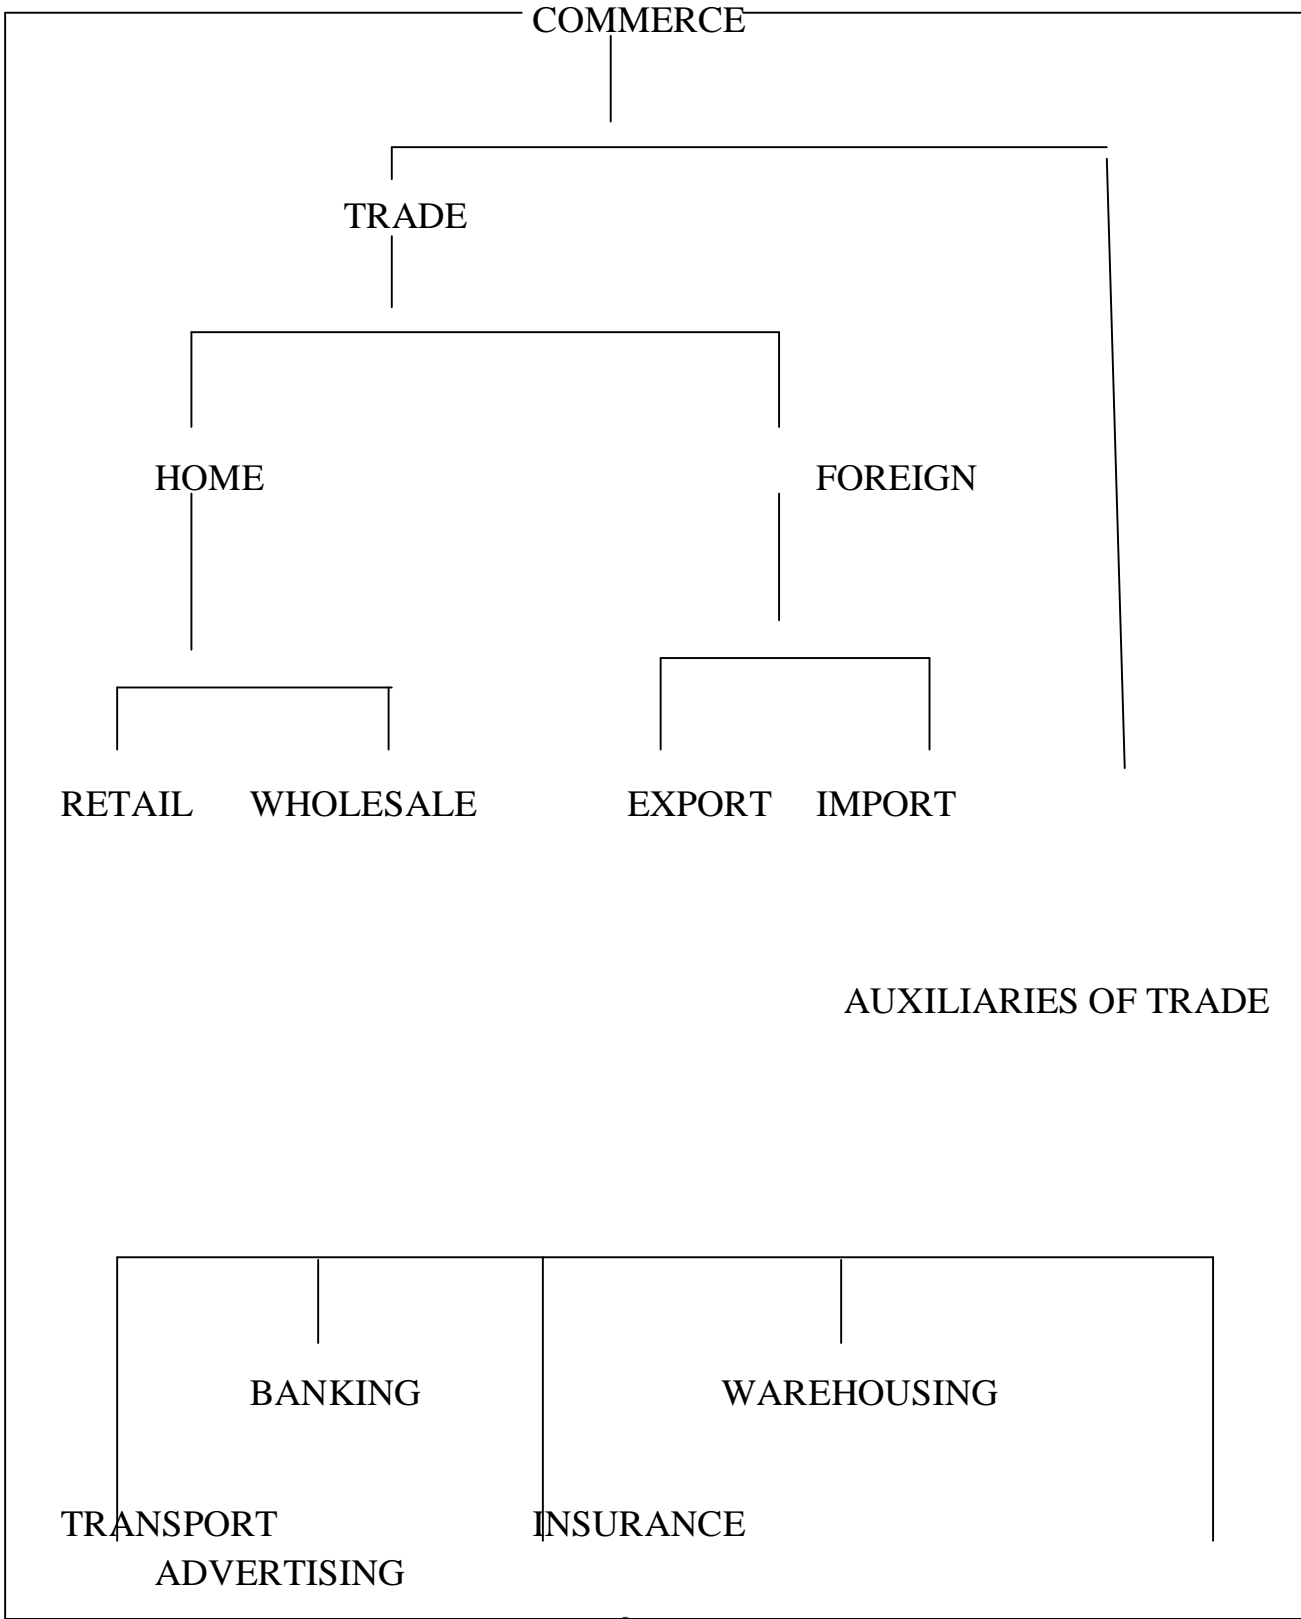 COMMERCE
TRADE
HOME FOREIGN
RETAIL WHOLESALE EXPORT IMPORT
AUXILIARIES OF TRADE
BANKING WAREHOUSING
TRANSPORT INSURANCE
ADVERTISING